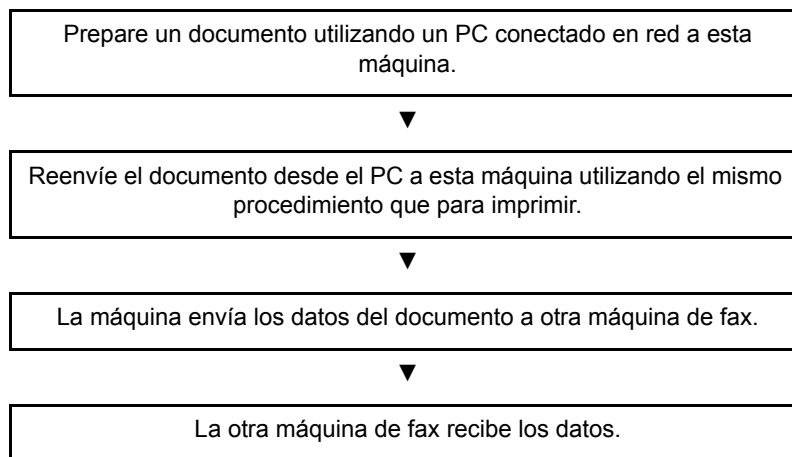 Prepare un documento utilizando un PC conectado en red a esta
máquina.
▼
Reenvíe el documento desde el PC a esta máquina utilizando el mismo
procedimiento que para imprimir.
▼
La máquina envía los datos del documento a otra máquina de fax.
▼
La otra máquina de fax recibe los datos.